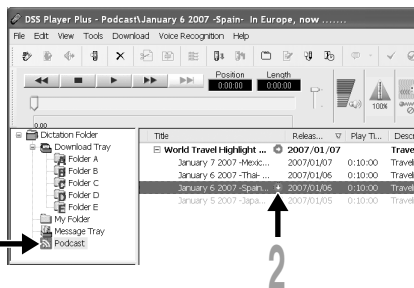 DSS Player Plus - Podcast\January 6 2007 -Spain- In Europe, now .......
File Edit View Tools Download Voice Recognition Help
Position Length
0:00:00 0:00:00
100%
0.00
Dictation Folder
Download Tray
Folder A
Folder B
Folder C
Folder D
Folder E
My Folder
Message Tray
Podcast
Title Releas... Play Ti... Descri
World Travel Highlight ... 2007/01/07 Trave
January 7 2007 -Mexic... 2007/01/07 0:10:00 Traveli
January 6 2007 -Thai- ... 2007/01/06 0:10:00 Traveli
January 6 2007 -Spain... 2007/01/06 0:10:00 Traveli
January 5 2007 -Japa... 2007/01/05 0:10:00 Traveli
2